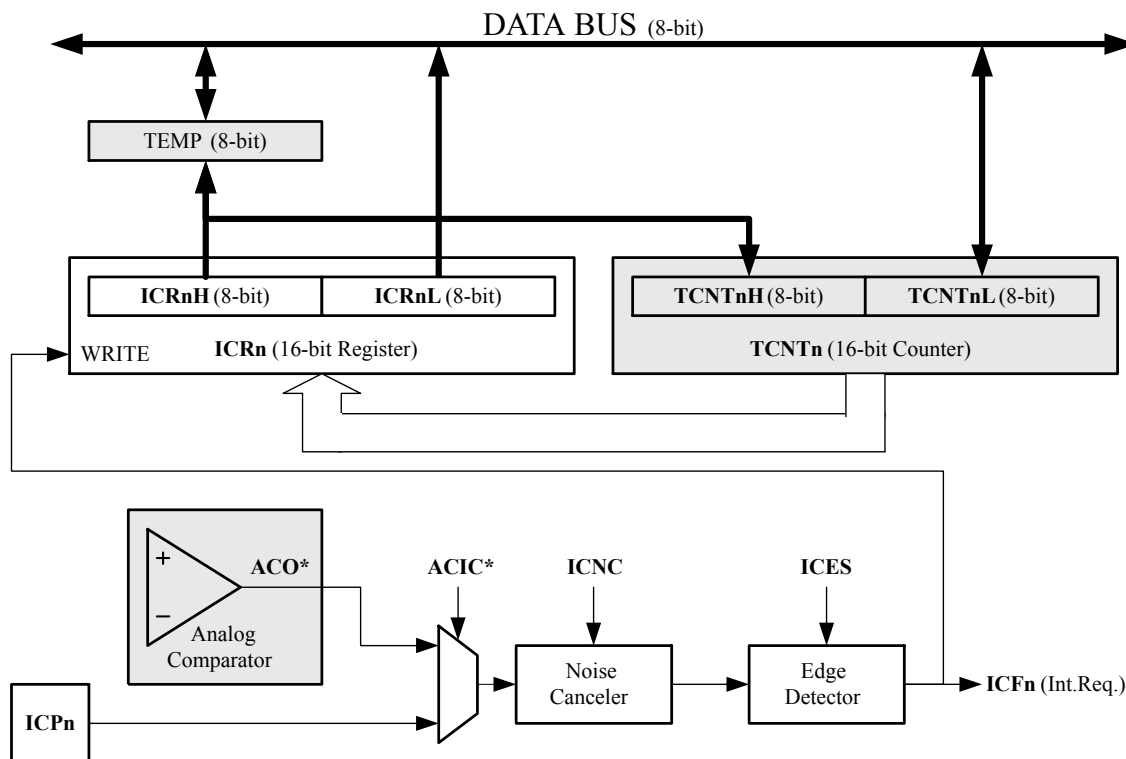 DATA BUS (8-bit)
TEMP (8-bit)
ICRnH (8-bit)
ICRnL (8-bit)
TCNTnH (8-bit)
TCNTnL (8-bit)
WRITE
ICRn (16-bit Register)
TCNTn (16-bit Counter)
+
−
ACO*
Analog
Comparator
ACIC*
ICNC
ICES
Noise
Canceler
Edge
Detector
ICFn (Int.Req.)
ICPn